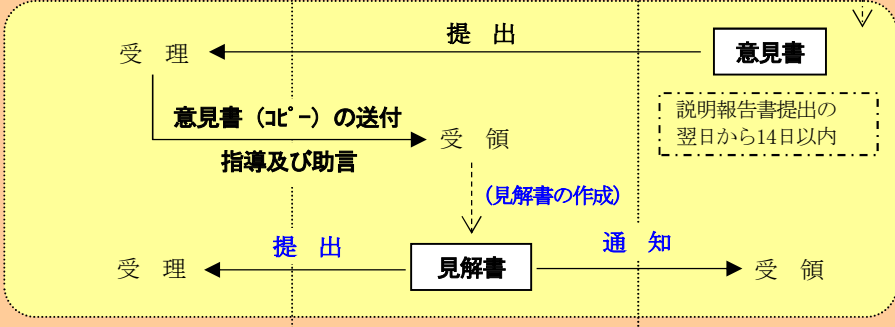 提　出
受　理
意見書
説明報告書提出の
翌日から14日以内
意見書（ｺﾋﾟｰ）の送付
受　領
指導及び助言
(見解書の作成)
提　出
通　知
受　理
見解書
受　領